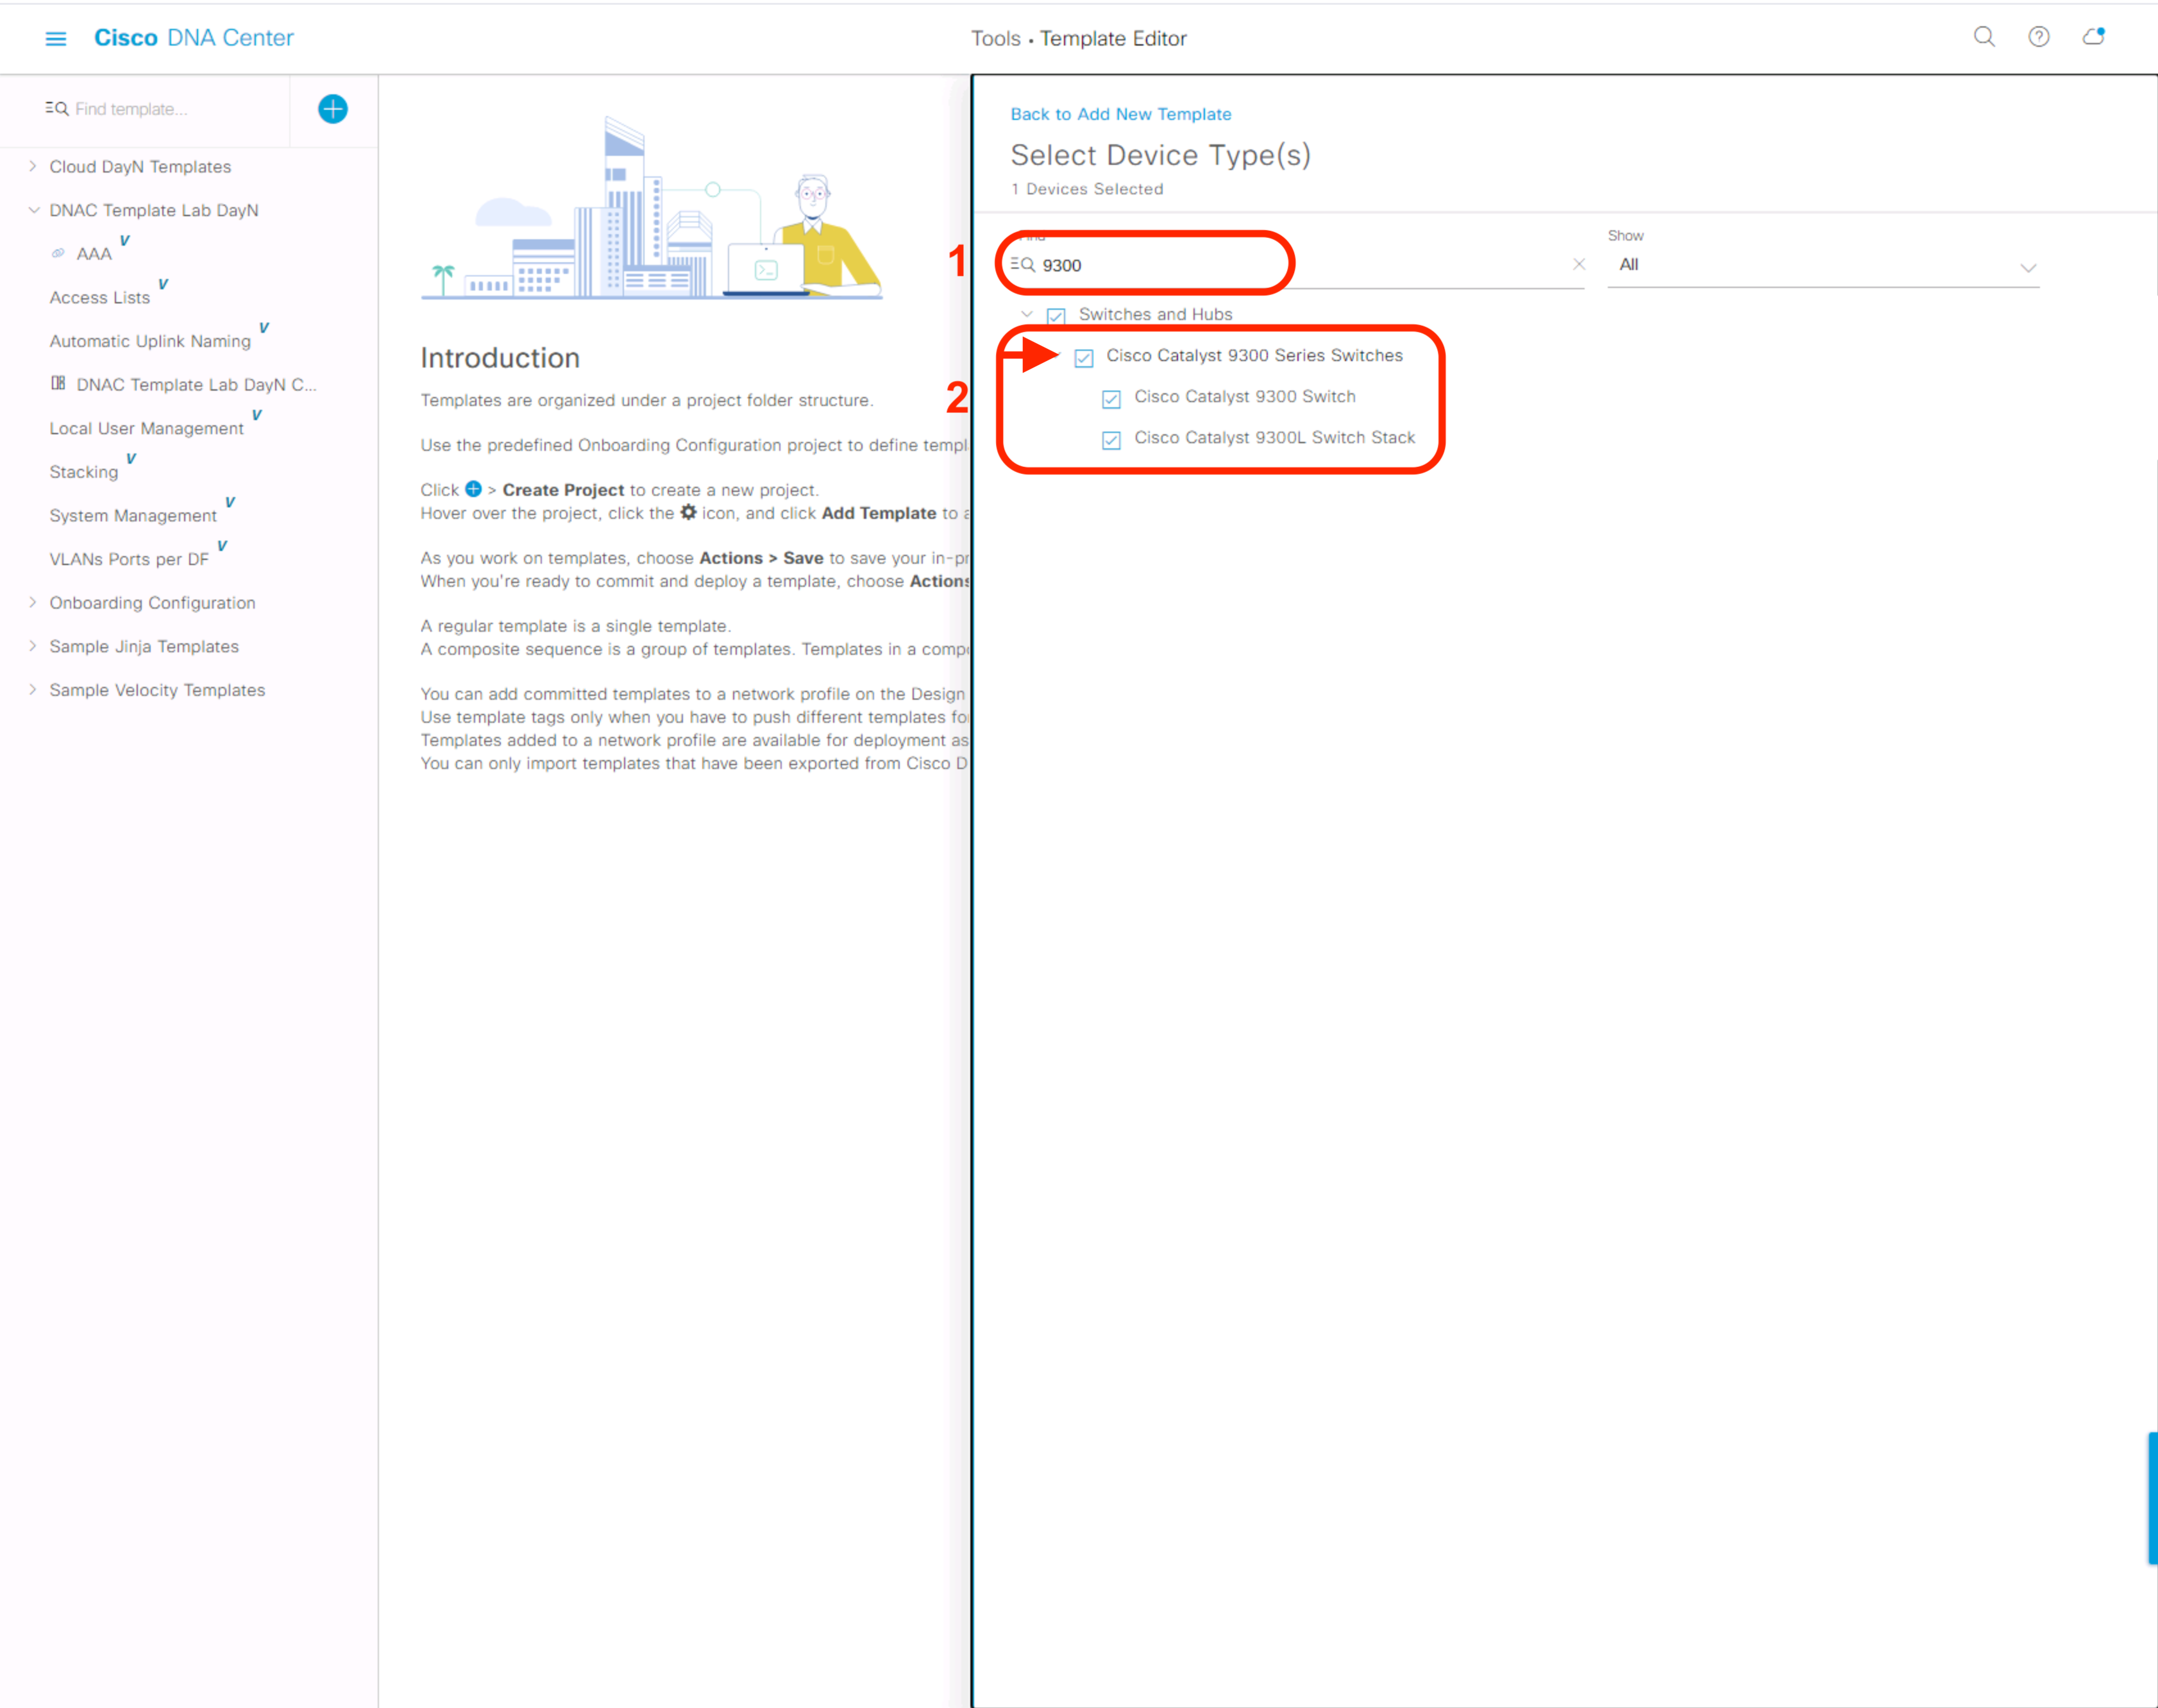 Cisco DNA Center
Tools • Template Editor
Find template...
Cloud DayN Templates
DNAC Template Lab DayN
AAA V
Access Lists V
Automatic Uplink Naming V
DNAC Template Lab DayN C...
Local User Management V
Stacking V
System Management V
VLANs Ports per DF V
Onboarding Configuration
Sample Jinja Templates
Sample Velocity Templates
Introduction
Templates are organized under a project folder structure.
Use the predefined Onboarding Configuration project to define templ
Click > Create Project to create a new project.
Hover over the project, click the icon, and click Add Template to a
As you work on templates, choose Actions > Save to save your in-pr
When you're ready to commit and deploy a template, choose Actions
A regular template is a single template.
A composite sequence is a group of templates. Templates in a comp
You can add committed templates to a network profile on the Design
Use template tags only when you have to push different templates fo
Templates added to a network profile are available for deployment as
You can only import templates that have been exported from Cisco D
Back to Add New Template
Select Device Type(s)
1 Devices Selected
Find
Show
1
9300
All
Switches and Hubs
Cisco Catalyst 9300 Series Switches
2
Cisco Catalyst 9300 Switch
Cisco Catalyst 9300L Switch Stack